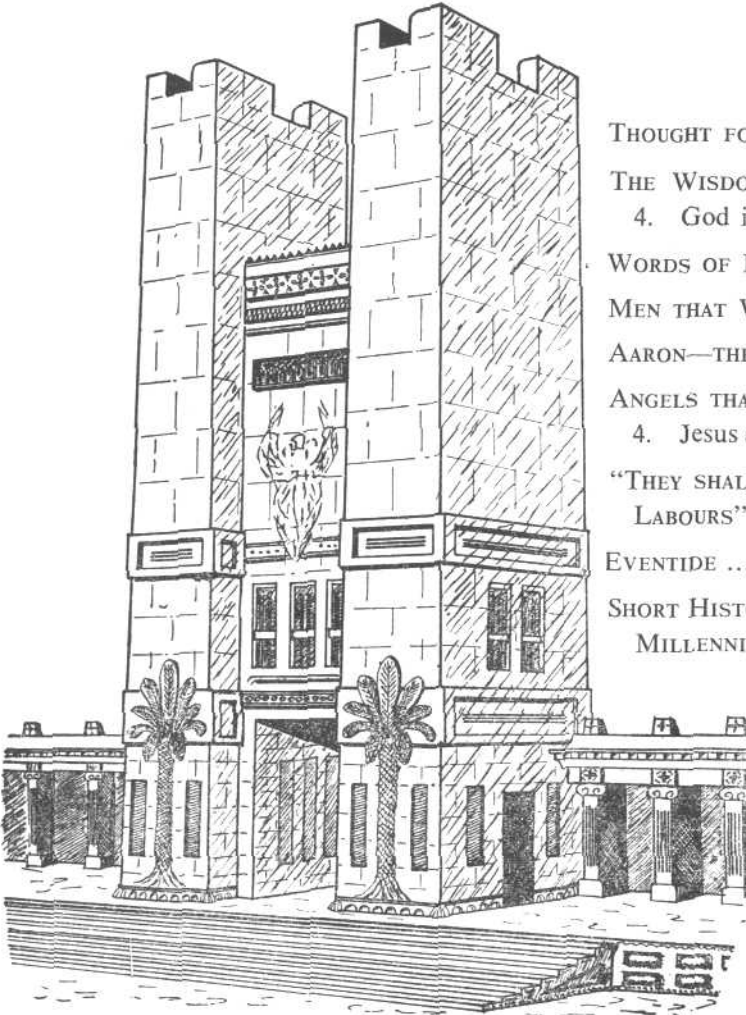 THOUGHT FO
THE WISDO
4. God i
WORDS OF
MEN THAT
AARON—THE
ANGELS THA
4. Jesus
“THEY SHAL
LABOURS”
EVENTIDE ..
SHORT HISTO
MILLENNI